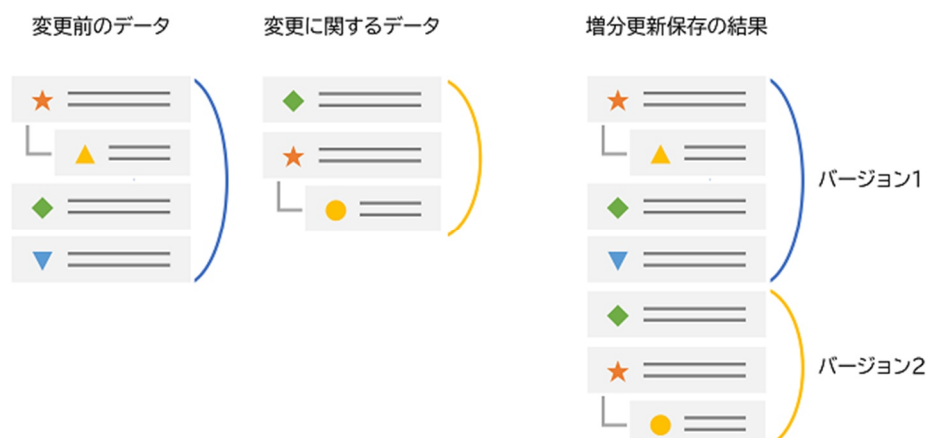 変更前のデータ
変更に関するデータ
増分更新保存の結果
バージョン1
バージョン2